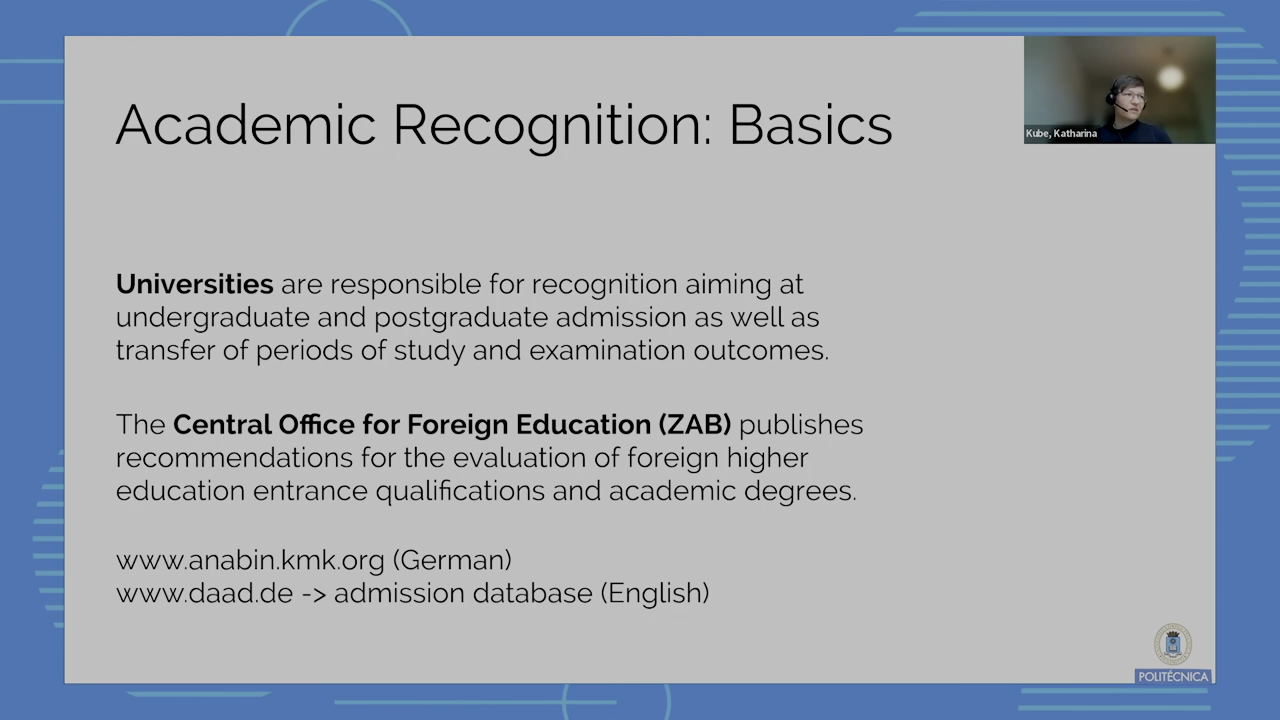 Academic Recognition: Basics
Kube, Katharina
Universities are responsible for recognition aiming at
undergraduate and postgraduate admission as well as
transfer of periods of study and examination outcomes.
The Central Office for Foreign Education (ZAB) publishes
recommendations for the evaluation of foreign higher
education entrance qualifications and academic degrees.
www.anabin.kmk.org (German)
www.daad.de -> admission database (English)
POLITÉCNICA